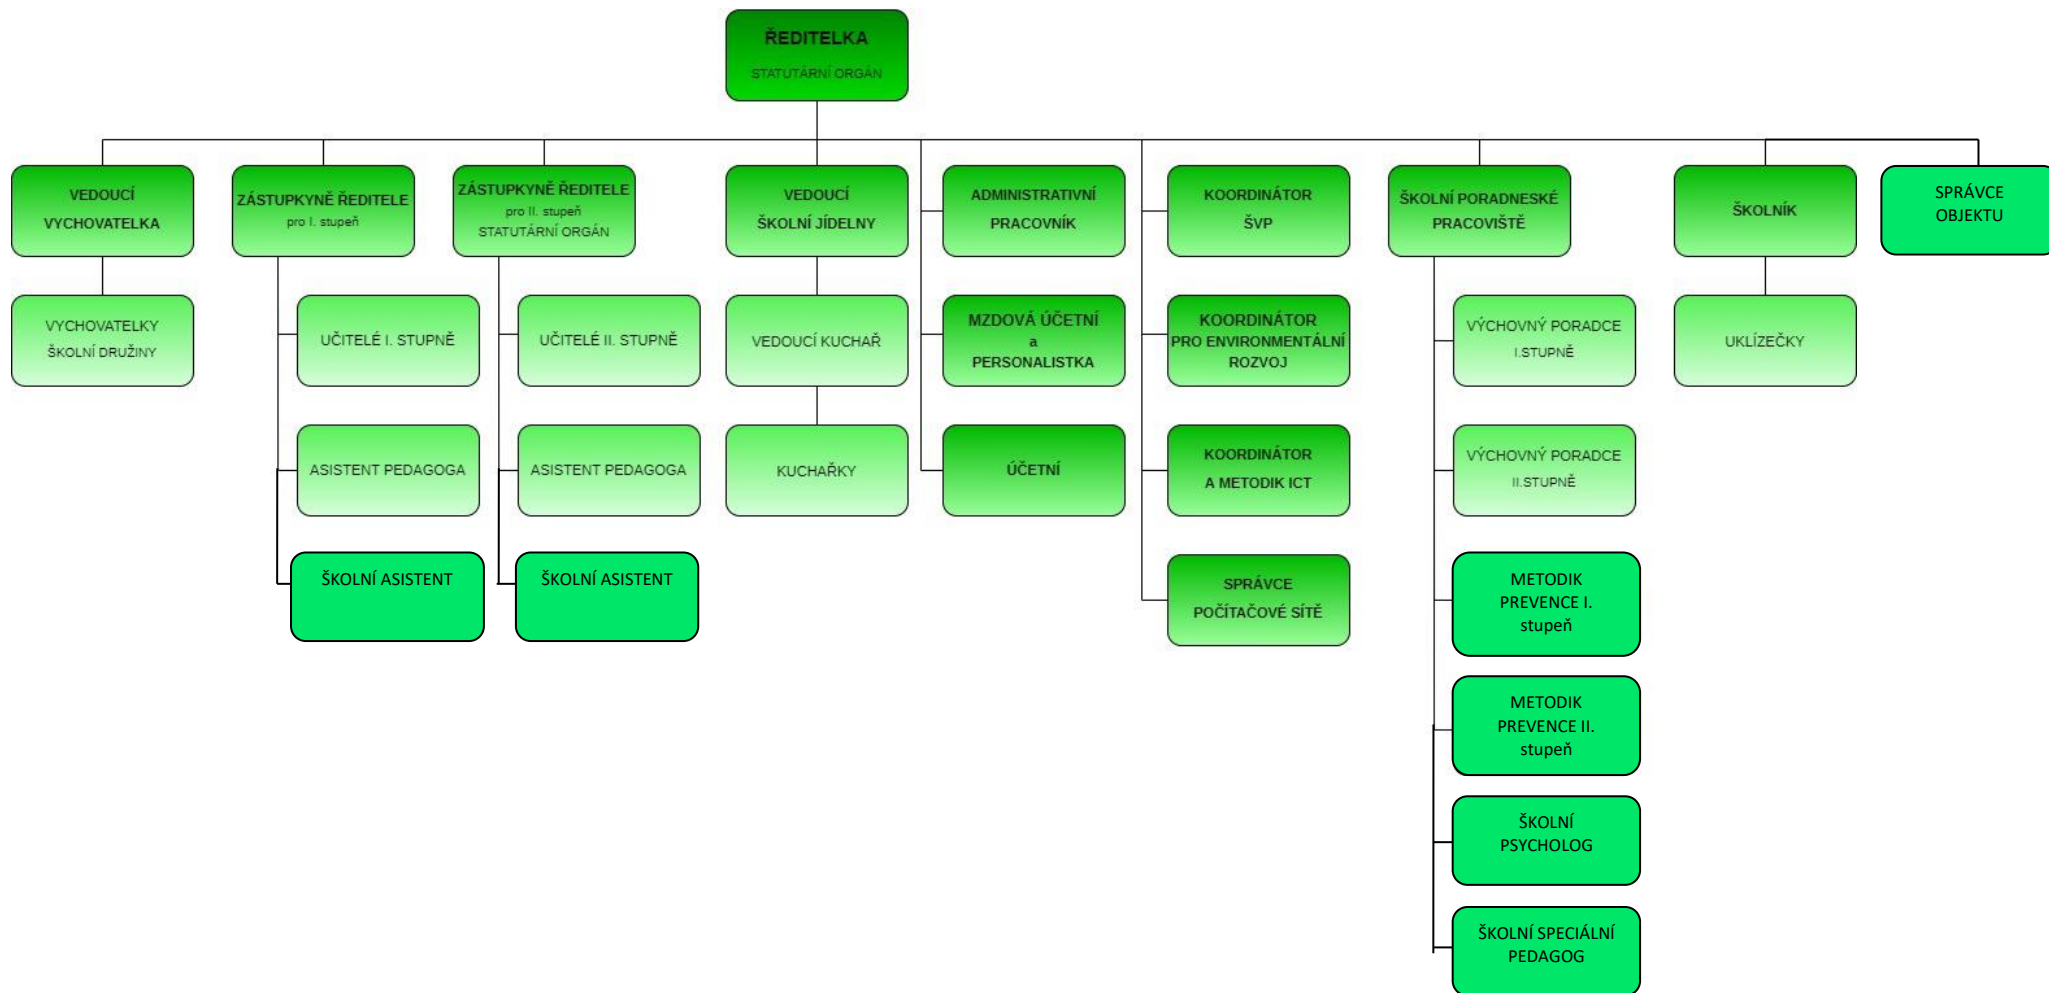 ŘEDITELKA
STATUTÁRNÍ ORGÁN
VEDOUCÍ
VYCHOVATELKA
ZÁSTUPKYNĚ ŘEDITELE
pro I. stupeň
ZÁSTUPKYNĚ ŘEDITELE
pro II. stupeň
STATUTÁRNÍ ORGÁN
VEDOUCÍ
ŠKOLNÍ JÍDELNY
ADMINISTRATIVNÍ
PRACOVNÍK
KOORDINÁTOR
ŠVP
ŠKOLNÍ PORADNESKÉ
PRACOVIŠTĚ
ŠKOLNÍK
SPRÁVCE
OBJEKTU
VYCHOVATELKY
ŠKOLNÍ DRUŽINY
UČITELÉ I. STUPNĚ
UČITELÉ II. STUPNĚ
VEDOUCÍ KUCHAŘ
MZDOVÁ ÚČETNÍ
a
PERSONALISTKA
KOORDINÁTOR
PRO ENVIRONMENTÁLNÍ
ROZVOJ
VÝCHOVNÝ PORADCE
I.STUPNĚ
UKLÍZEČKY
ASISTENT PEDAGOGA
ASISTENT PEDAGOGA
KUCHAŘKY
ÚČETNÍ
KOORDINÁTOR
A METODIK ICT
VÝCHOVNÝ PORADCE
II.STUPNĚ
ŠKOLNÍ ASISTENT
ŠKOLNÍ ASISTENT
SPRÁVCE
POČÍTAČOVÉ SÍTĚ
METODIK
PREVENCE I.
stupeň
METODIK
PREVENCE II.
stupeň
ŠKOLNÍ
PSYCHOLOG
ŠKOLNÍ SPECIÁLNÍ
PEDAGOG